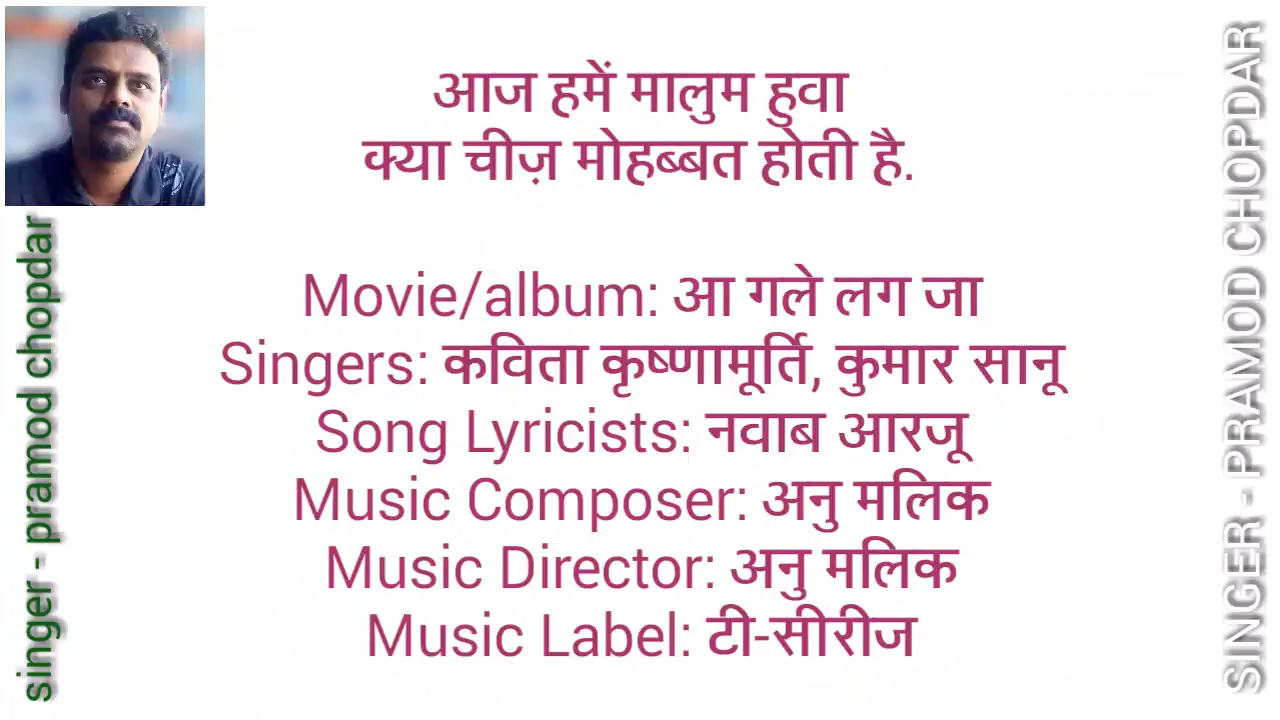 आज हमें मालुम हुवा
क्या चीज़ मोहब्बत होती है.
Movie/album: आ गले लग जा
Singers: कविता कृष्णामूर्ति, कुमार सानू
Song Lyricists: नवाब आरजू
Music Composer: अनु मलिक
Music Director: अनु मलिक
Music Label: टी-सीरीज
singer - pramod chopdar
SINGER - PRAMOD CHOPDAR